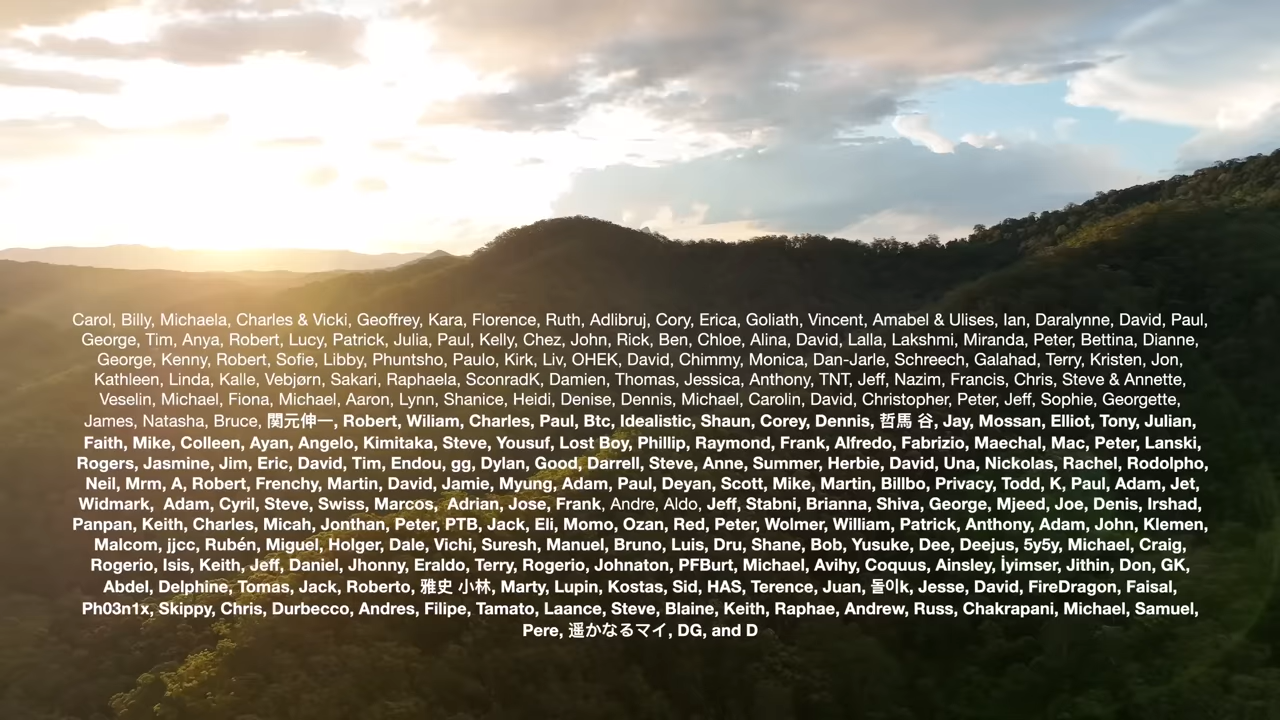 Carol, Billy, Michaela, Charles & Vicki, Geoffrey, Kara, Florence, Ruth, Adlibruj, Cory, Erica, Goliath, Vincent, Amabel & Ulises, Ian, Daralynne, David, Paul,
George, Tim, Anya, Robert, Lucy, Patrick, Julia, Paul, Kelly, Chez, John, Rick, Ben, Chloe, Alina, David, Lalla, Lakshmi, Miranda, Peter, Bettina, Dianne,
George, Kenny, Robert, Sofie, Libby, Phuntsho, Paulo, Kirk, Liv, OHEK, David, Chimmy, Monica, Dan-Jarle, Schreech, Galahad, Terry, Kristen, Jon,
Kathleen, Linda, Kalle, Vebjørn, Sakari, Raphaela, SconradK, Damien, Thomas, Jessica, Anthony, TNT, Jeff, Nazim, Francis, Chris, Steve & Annette,
Veselin, Michael, Fiona, Michael, Aaron, Lynn, Shanice, Heidi, Denise, Dennis, Michael, Carolin, David, Christopher, Peter, Jeff, Sophie, Georgette,
James, Natasha, Bruce, 関元伸一, Robert, Wiliam, Charles, Paul, Btc, Idealistic, Shaun, Corey, Dennis, 哲馬 谷, Jay, Mossan, Elliot, Tony, Julian,
Faith, Mike, Colleen, Ayan, Angelo, Kimitaka, Steve, Yousuf, Lost Boy, Phillip, Raymond, Frank, Alfredo, Fabrizio, Maechal, Mac, Peter, Lanski,
Rogers, Jasmine, Jim, Eric, David, Tim, Endou, gg, Dylan, Good, Darrell, Steve, Anne, Summer, Herbie, David, Una, Nickolas, Rachel, Rodolpho,
Neil, Mrm, A, Robert, Frenchy, Martin, David, Jamie, Myung, Adam, Paul, Deyan, Scott, Mike, Martin, Billbo, Privacy, Todd, K, Paul, Adam, Jet,
Widmark, Adam, Cyril, Steve, Swiss, Marcos, Adrian, Jose, Frank, Andre, Aldo, Jeff, Stabni, Brianna, Shiva, George, Mjeed, Joe, Denis, Irshad,
Panpan, Keith, Charles, Micah, Jonthan, Peter, PTB, Jack, Eli, Momo, Ozan, Red, Peter, Wolmer, William, Patrick, Anthony, Adam, John, Klemen,
Malcom, jjcc, Rubén, Miguel, Holger, Dale, Vichi, Suresh, Manuel, Bruno, Luis, Dru, Shane, Bob, Yusuke, Dee, Deejus, 5y5y, Michael, Craig,
Rogerio, Isis, Keith, Jeff, Daniel, Jhonny, Eraldo, Terry, Rogerio, Johnaton, PFBurt, Michael, Avihy, Coquus, Ainsley, İyimser, Jithin, Don, GK,
Abdel, Delphine, Tomas, Jack, Roberto, 雅史 小林, Marty, Lupin, Kostas, Sid, HAS, Terence, Juan, 돌이k, Jesse, David, FireDragon, Faisal,
Ph03n1x, Skippy, Chris, Durbecco, Andres, Filipe, Tamato, Laance, Steve, Blaine, Keith, Raphae, Andrew, Russ, Chakrapani, Michael, Samuel,
Pere, 遥かなるマイ, DG, and D